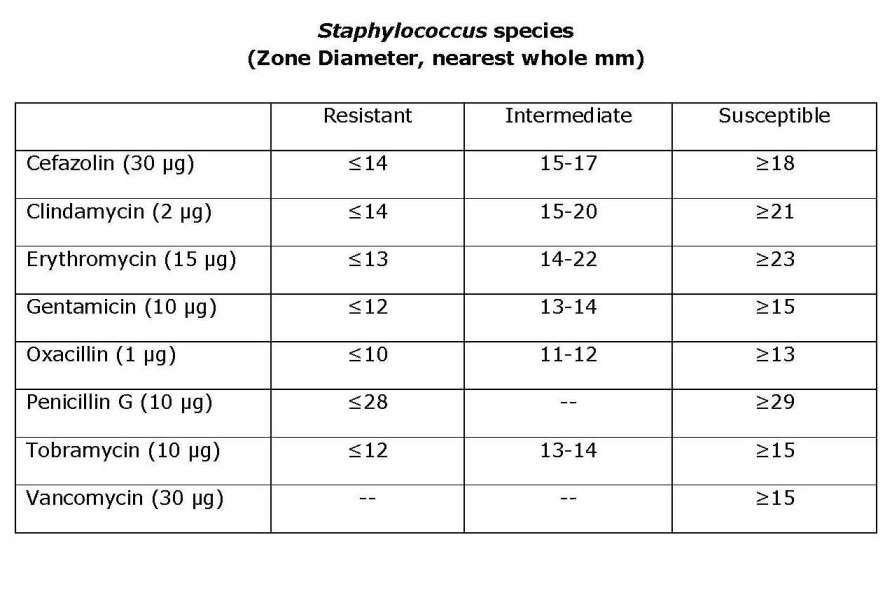 Staphylococcus species
(Zone Diameter, nearest whole mm)
Resistant Intermediate Susceptible
Cefazolin (30 µg) ≤14 15-17 ≥18
Clindamycin (2 µg) ≤14 15-20 ≥21
Erythromycin (15 µg) ≤13 14-22 ≥23
Gentamicin (10 µg) ≤12 13-14 ≥15
Oxacillin (1 µg) ≤10 11-12 ≥13
Penicillin G (10 µg) ≤28 -- ≥29
Tobramycin (10 µg) ≤12 13-14 ≥15
Vancomycin (30 µg) -- -- ≥15